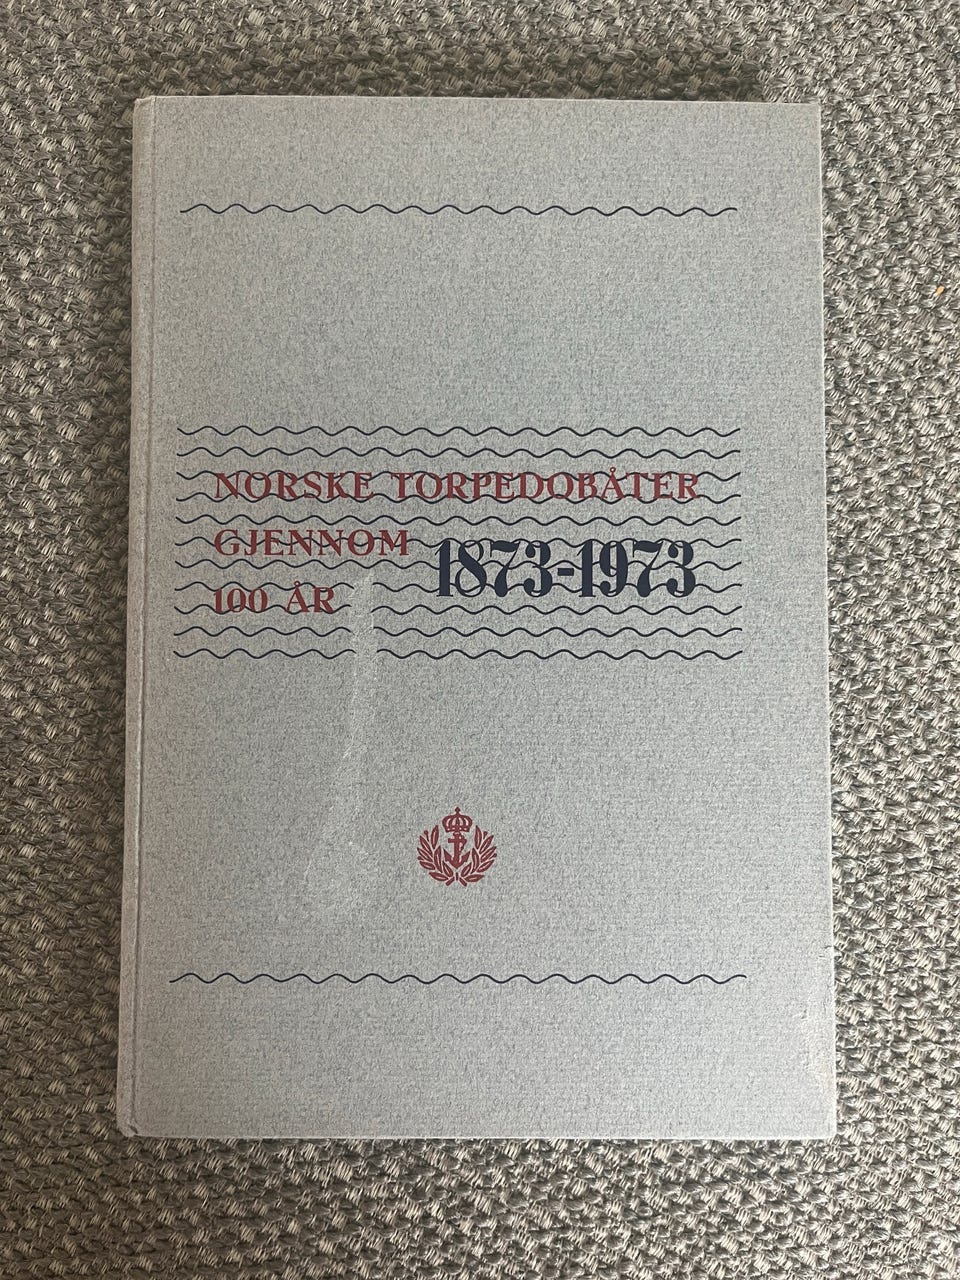 NORSKE TORPEDOBÅTER
GJENNOM
100 ÅR
1873-1973